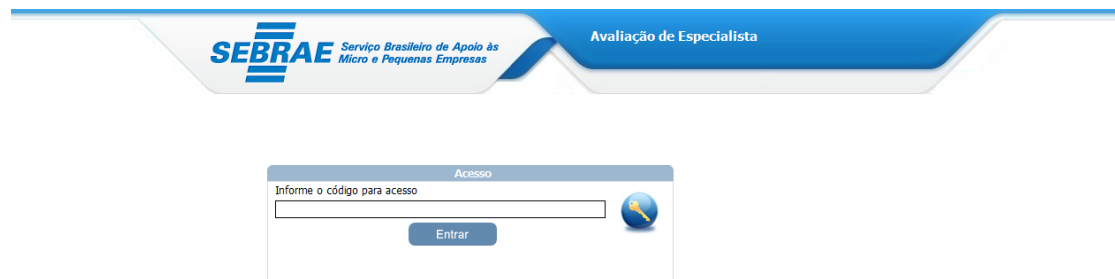 SEBRAE
Serviço Brasileiro de Apoio às
Micro e Pequenas Empresas
Avaliação de Especialista
Acesso
Informe o código para acesso
Entrar